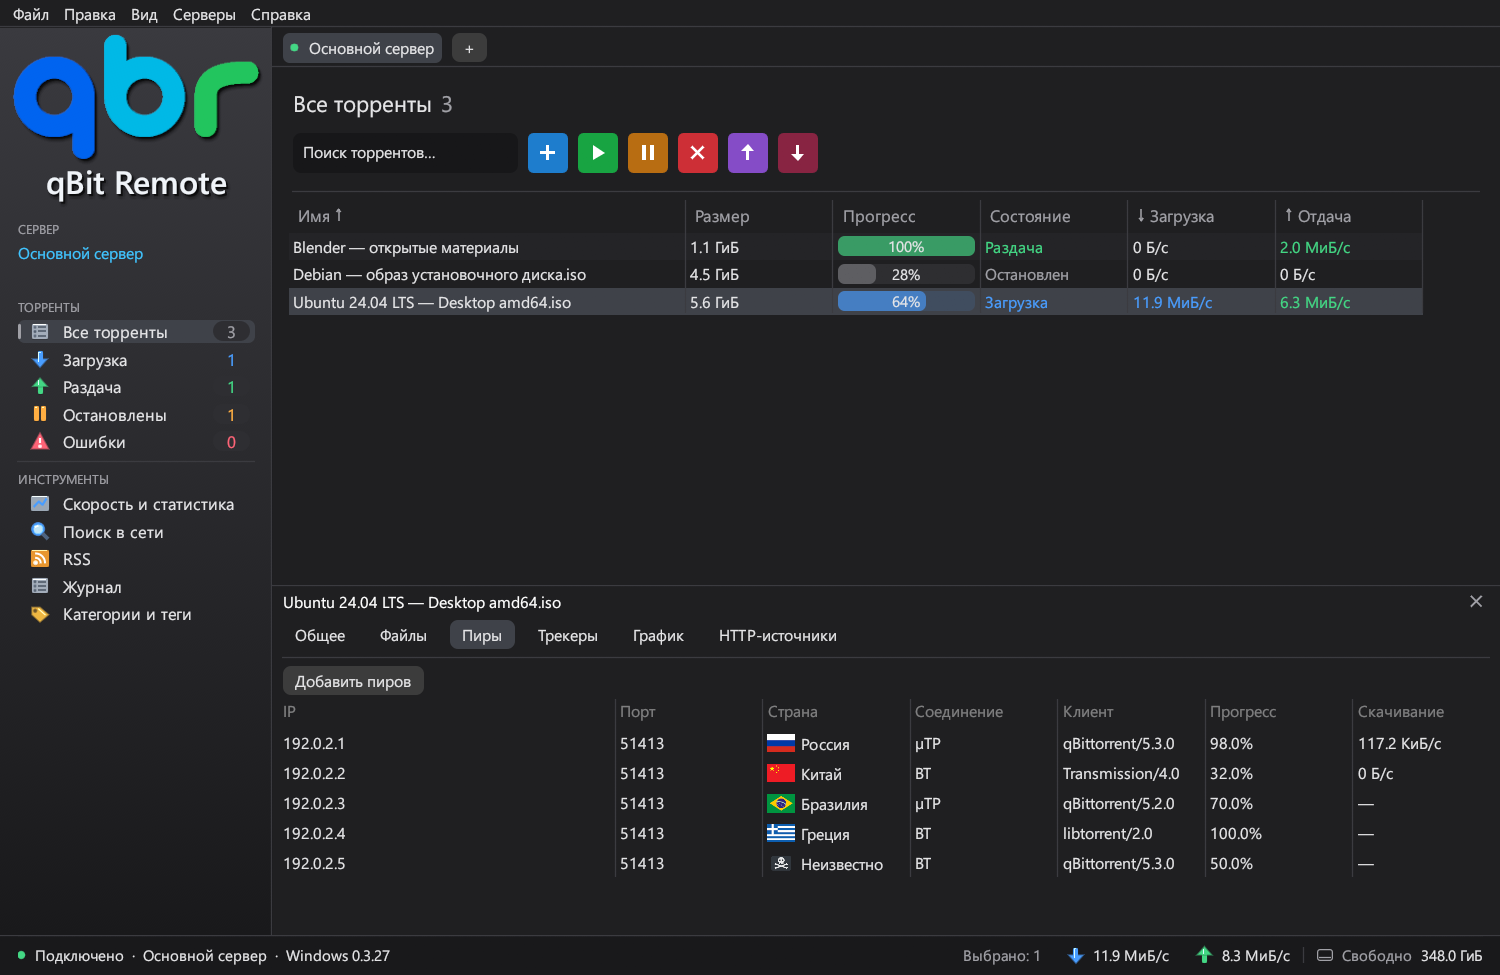 Файл Правка Вид Серверы Справка
qbr
qBit Remote
СЕРВЕР
Основной сервер
ТОРРЕНТЫ
Все торренты 3
Загрузка 1
Раздача 1
Остановлены 1
Ошибки 0
ИНСТРУМЕНТЫ
Скорость и статистика
Поиск в сети
RSS
Журнал
Категории и теги
Основной сервер +
Все торренты 3
Поиск торрентов...
Имя ↑ Размер Прогресс Состояние ↓ Загрузка ↑ Отдача
Blender — открытые материалы 1.1 ГиБ 100% Раздача 0 Б/с 2.0 МиБ/с
Debian — образ установочного диска.iso 4.5 ГиБ 28% Остановлен 0 Б/с 0 Б/с
Ubuntu 24.04 LTS — Desktop amd64.iso 5.6 ГиБ 64% Загрузка 11.9 МиБ/с 6.3 МиБ/с
Ubuntu 24.04 LTS — Desktop amd64.iso
Общее Файлы Пиры Трекеры График HTTP-источники
Добавить пиров
IP Порт Страна Соединение Клиент Прогресс Скачивание
192.0.2.1 51413 Россия μTP qBittorrent/5.3.0 98.0% 117.2 КиБ/с
192.0.2.2 51413 Китай BT Transmission/4.0 32.0% 0 Б/с
192.0.2.3 51413 Бразилия μTP qBittorrent/5.2.0 70.0% —
192.0.2.4 51413 Греция BT libtorrent/2.0 100.0% —
192.0.2.5 51413 Неизвестно BT qBittorrent/5.3.0 50.0% —
Подключено · Основной сервер · Windows 0.3.27 Выбрано: 1 11.9 МиБ/с 8.3 МиБ/с Свободно 348.0 ГиБ